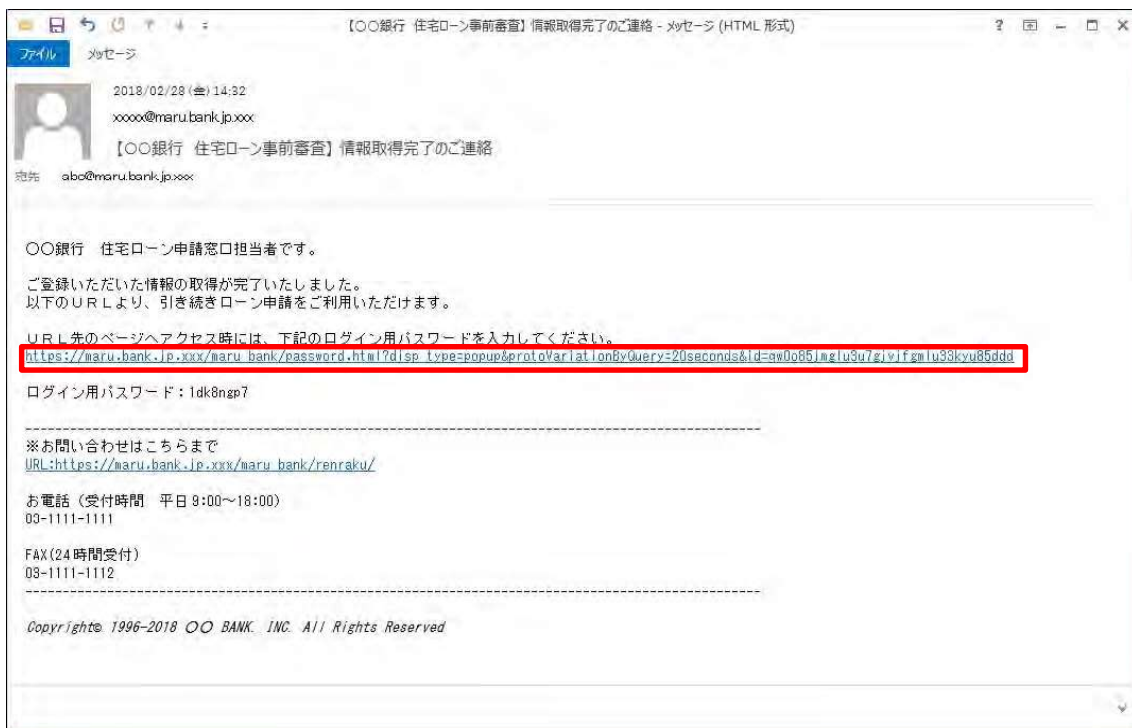 【○○銀行 住宅ローン事前審査】情報取得完了のご連絡 - メッセージ (HTML 形式)
ファイル メッセージ
2018/02/28 (金) 14:32
xxxxx@maru.bank.jp.xxx
【○○銀行 住宅ローン事前審査】情報取得完了のご連絡
宛先 abc@maru.bank.jp.xxx
○○銀行 住宅ローン申請窓口担当者です。
ご登録いただいた情報の取得が完了いたしました。
以下のURLより、引き続きローン申請をご利用いただけます。
URL先のページへアクセス時には、下記のログイン用パスワードを入力してください。
https://maru.bank.jp.xxx/maru_bank/password.html?disp_type=popup&protoVariationByQuery=20seconds&id=qw0o85jmglu3u7gjvjfgmlu33kyu85ddd
ログイン用パスワード：1dk8ngp7
※お問い合わせはこちらまで
URL:https://maru.bank.jp.xxx/maru_bank/renraku/
お電話（受付時間 平日9:00～18:00）
03-1111-1111
FAX(24時間受付)
03-1111-1112
Copyright© 1996-2018 ○○ BANK. INC. All Rights Reserved